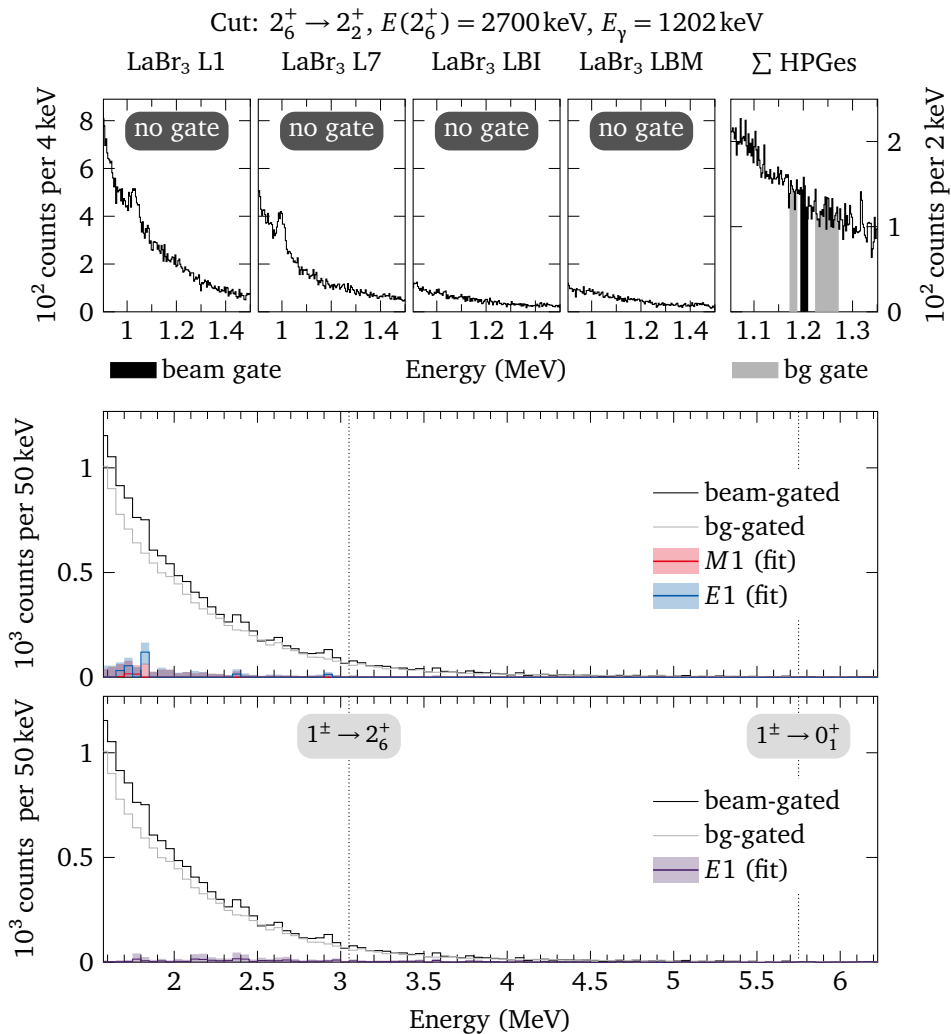 Cut: 2₆⁺ → 2₂⁺, E(2₆⁺) = 2700 keV, E_γ = 1202 keV
LaBr₃ L1 LaBr₃ L7 LaBr₃ LBI LaBr₃ LBM ∑ HPGes
no gate no gate no gate no gate
10² counts per 4 keV
0 2 4 6 8
1 1.2 1.4 1 1.2 1.4 1 1.2 1.4 1 1.2 1.4 1.1 1.2 1.3
0 1 2
10² counts per 2 keV
beam gate Energy (MeV) bg gate
10³ counts per 50 keV
1
0.5
0
beam-gated
bg-gated
M1 (fit)
E1 (fit)
10³ counts per 50 keV
1
0.5
0
1^± → 2₆⁺ 1^± → 0₁⁺
beam-gated
bg-gated
E1 (fit)
2 2.5 3 3.5 4 4.5 5 5.5 6
Energy (MeV)